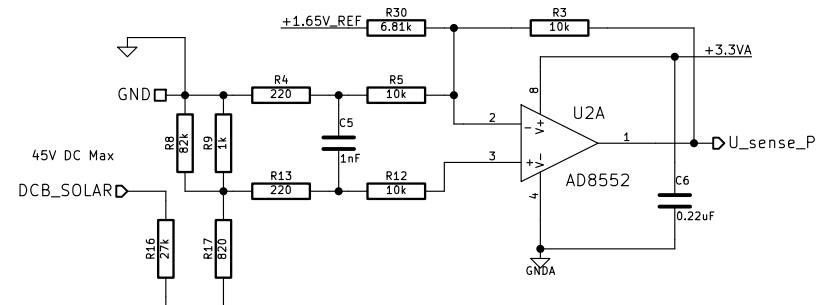 +1.65V_REF
R30
6.81k
R3
10k
+3.3VA
GND
R4
220
R5
10k
8
U2A
R8
82k
R9
1k
C5
1nF
2
-
V+
1
U_sense_P
45V DC Max
3
+
V-
AD8552
DCB_SOLAR
R13
220
R12
10k
4
C6
0.22uF
R16
27k
R17
820
GNDA